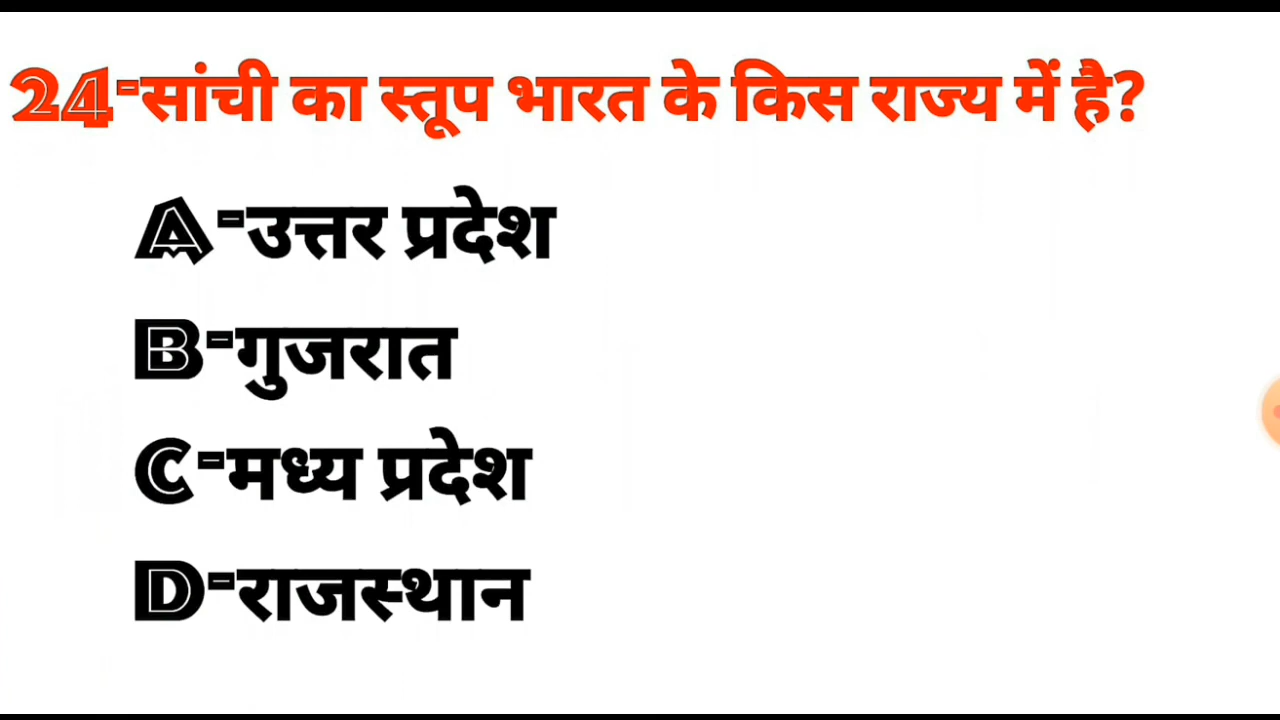 24-सांची का स्तूप भारत के किस राज्य में है?
A-उत्तर प्रदेश
B-गुजरात
C-मध्य प्रदेश
D-राजस्थान